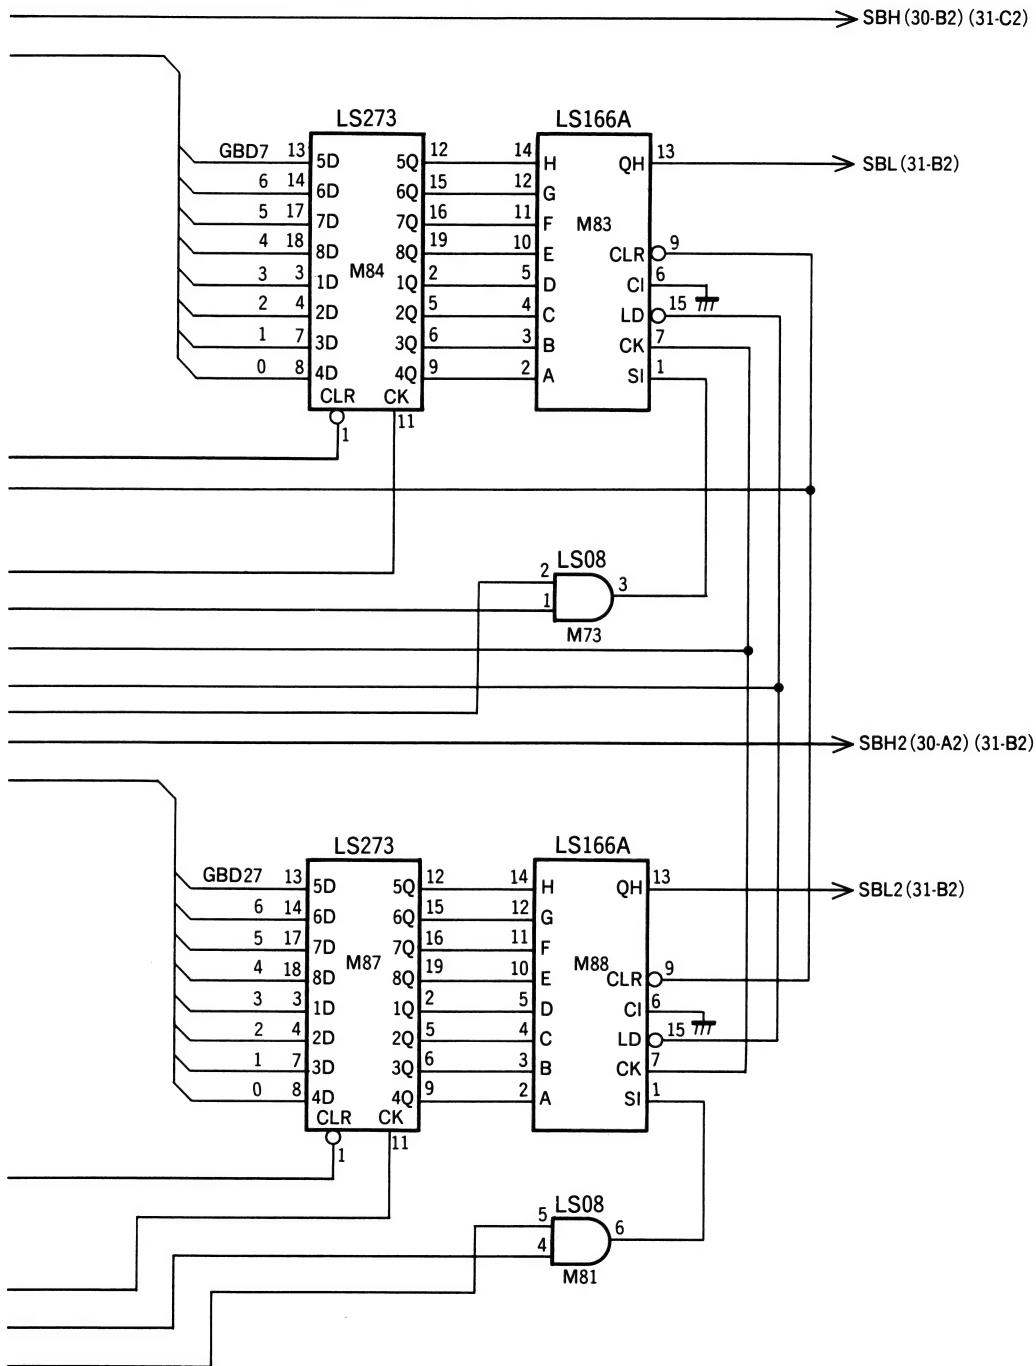 SBH (30-B2) (31-C2)
LS273 LS166A
GBD7 13 5D 5Q 12 14 H QH 13 SBL (31-B2)
6 14 6D 6Q 15 12 G
5 17 7D 7Q 16 11 F M83
4 18 8D 8Q 19 10 E CLR 9
M84
3 3 1D 1Q 2 5 D CI 6
2 4 2D 2Q 5 4 C LD 15
1 7 3D 3Q 6 3 B CK 7
0 8 4D 4Q 9 2 A SI 1
CLR CK
1 11
LS08
2 3
1
M73
SBH2 (30-A2) (31-B2)
LS273 LS166A
GBD27 13 5D 5Q 12 14 H QH 13 SBL2 (31-B2)
6 14 6D 6Q 15 12 G
5 17 7D 7Q 16 11 F
M87 M88
4 18 8D 8Q 19 10 E CLR 9
3 3 1D 1Q 2 5 D CI 6
2 4 2D 2Q 5 4 C LD 15
1 7 3D 3Q 6 3 B CK 7
0 8 4D 4Q 9 2 A SI 1
CLR CK
1 11
LS08
5 6
4
M81